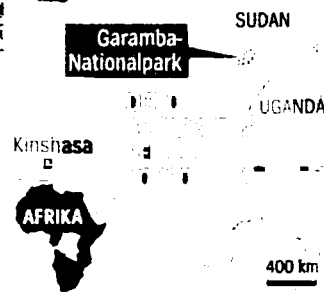 SUDAN
Garamba-
Nationalpark
UGANDA
Kinshasa
AFRIKA
400 km